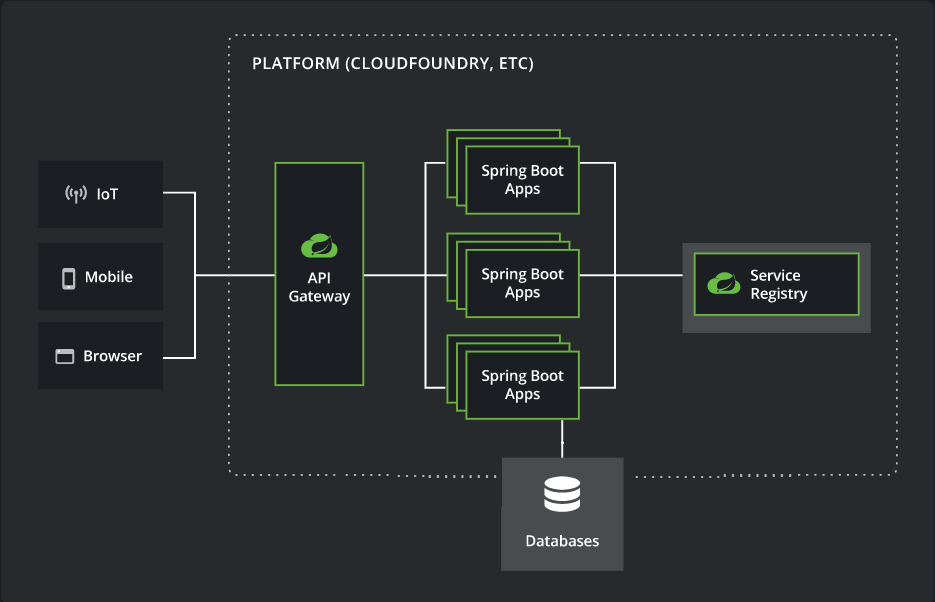 PLATFORM (CLOUDFOUNDRY, ETC)
IoT
Mobile
Browser
API
Gateway
Spring Boot
Apps
Spring Boot
Apps
Spring Boot
Apps
Service
Registry
Databases